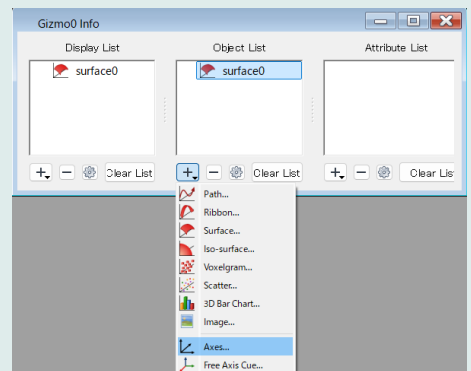 Gizmo0 Info
Display List
Object List
Attribute List
surface0
surface0
Clear List
Clear List
Clear Lis
Path...
Ribbon...
Surface...
Iso-surface...
Voxelgram...
Scatter...
3D Bar Chart...
Image...
Axes...
Free Axis Cue...